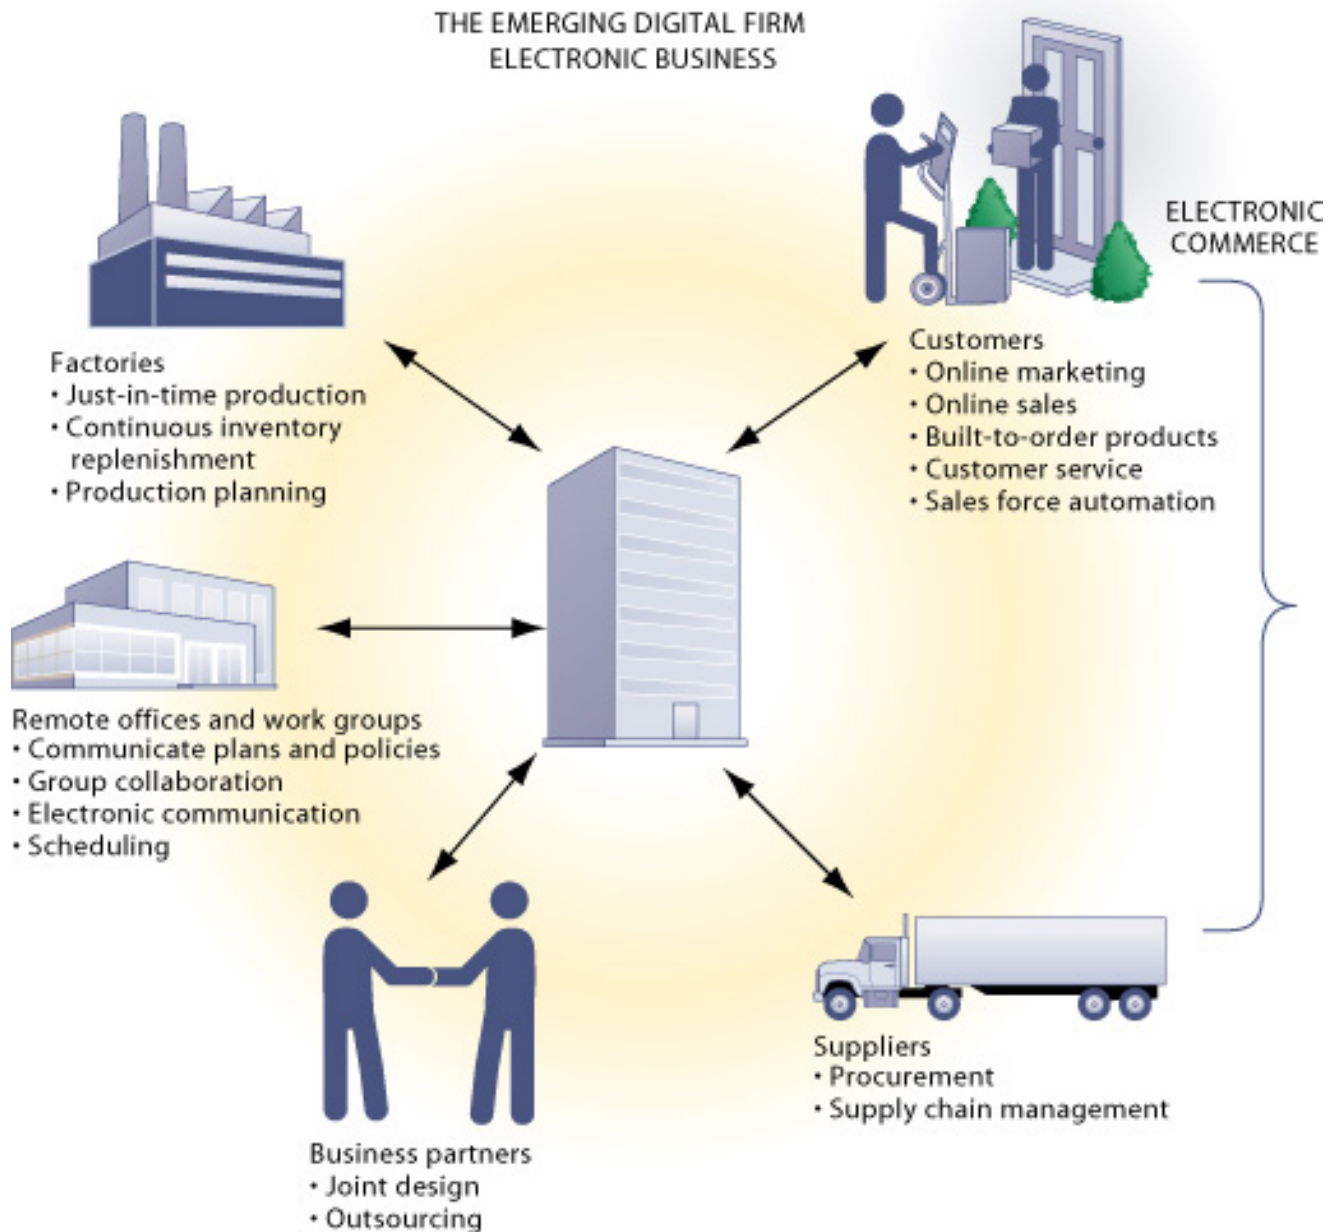 THE EMERGING DIGITAL FIRM
ELECTRONIC BUSINESS
ELECTRONIC
COMMERCE
Factories
• Just-in-time production
• Continuous inventory
replenishment
• Production planning
Customers
• Online marketing
• Online sales
• Built-to-order products
• Customer service
• Sales force automation
Remote offices and work groups
• Communicate plans and policies
• Group collaboration
• Electronic communication
• Scheduling
Business partners
• Joint design
• Outsourcing
Suppliers
• Procurement
• Supply chain management